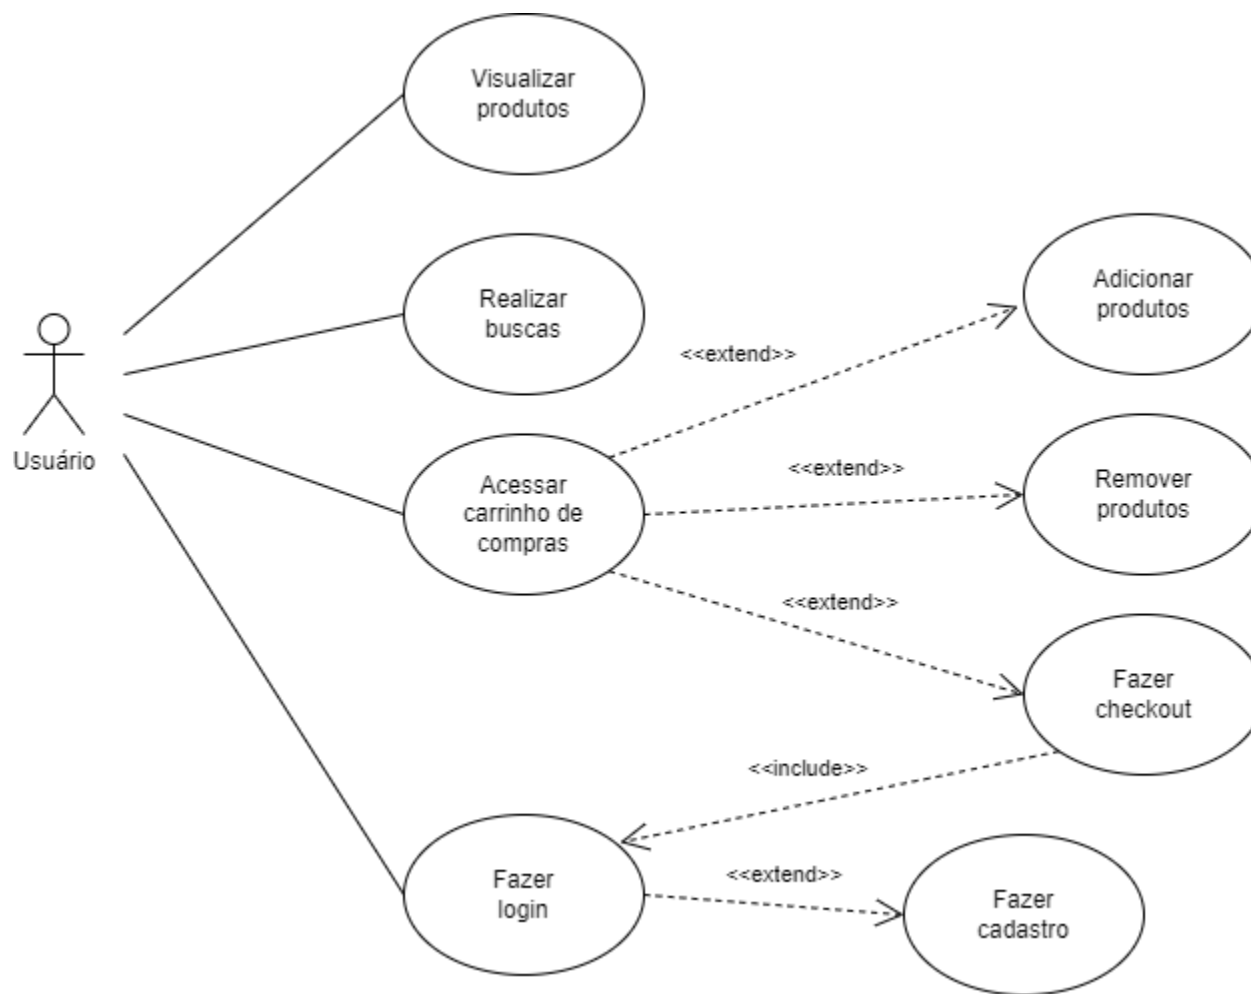 Visualizar
produtos
Realizar
buscas
Adicionar
produtos
<<extend>>
Usuário
Acessar
carrinho de
compras
<<extend>>
Remover
produtos
<<extend>>
Fazer
checkout
<<include>>
Fazer
login
<<extend>>
Fazer
cadastro